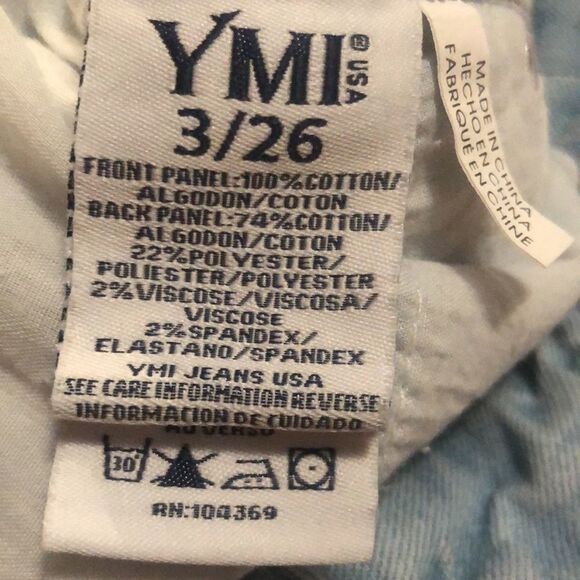 YMI® USA
3/26
FRONT PANEL:100%COTTON/
ALGODON/COTON
BACK PANEL:74%COTTON/
ALGODON/COTON
22%POLYESTER/
POLIESTER/POLYESTER
2%VISCOSE/VISCOSA/
VISCOSE
2%SPANDEX/
ELASTANO/SPANDEX
YMI JEANS USA
SEE CARE INFORMATION REVERSE
INFORMACION DE CUIDADO
AU VERSO
30°
RN:104369
MADE IN CHINA
HECHO EN CHINA
FABRIQUÉ EN CHINE